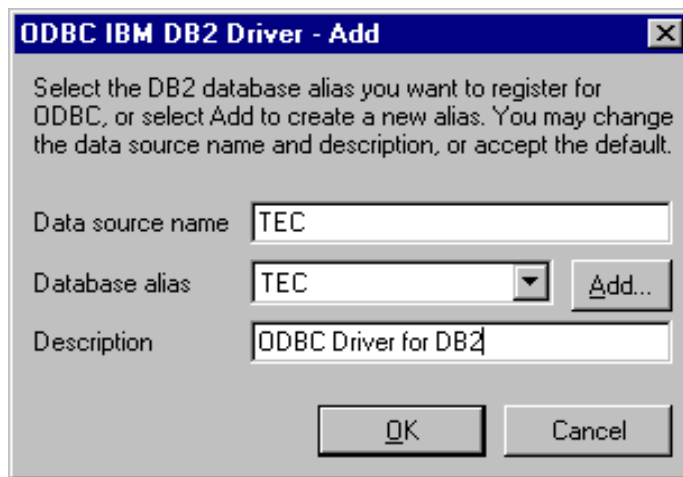 ODBC IBM DB2 Driver - Add
Select the DB2 database alias you want to register for
ODBC, or select Add to create a new alias. You may change
the data source name and description, or accept the default.
Data source name TEC
Database alias TEC Add...
Description ODBC Driver for DB2
OK Cancel